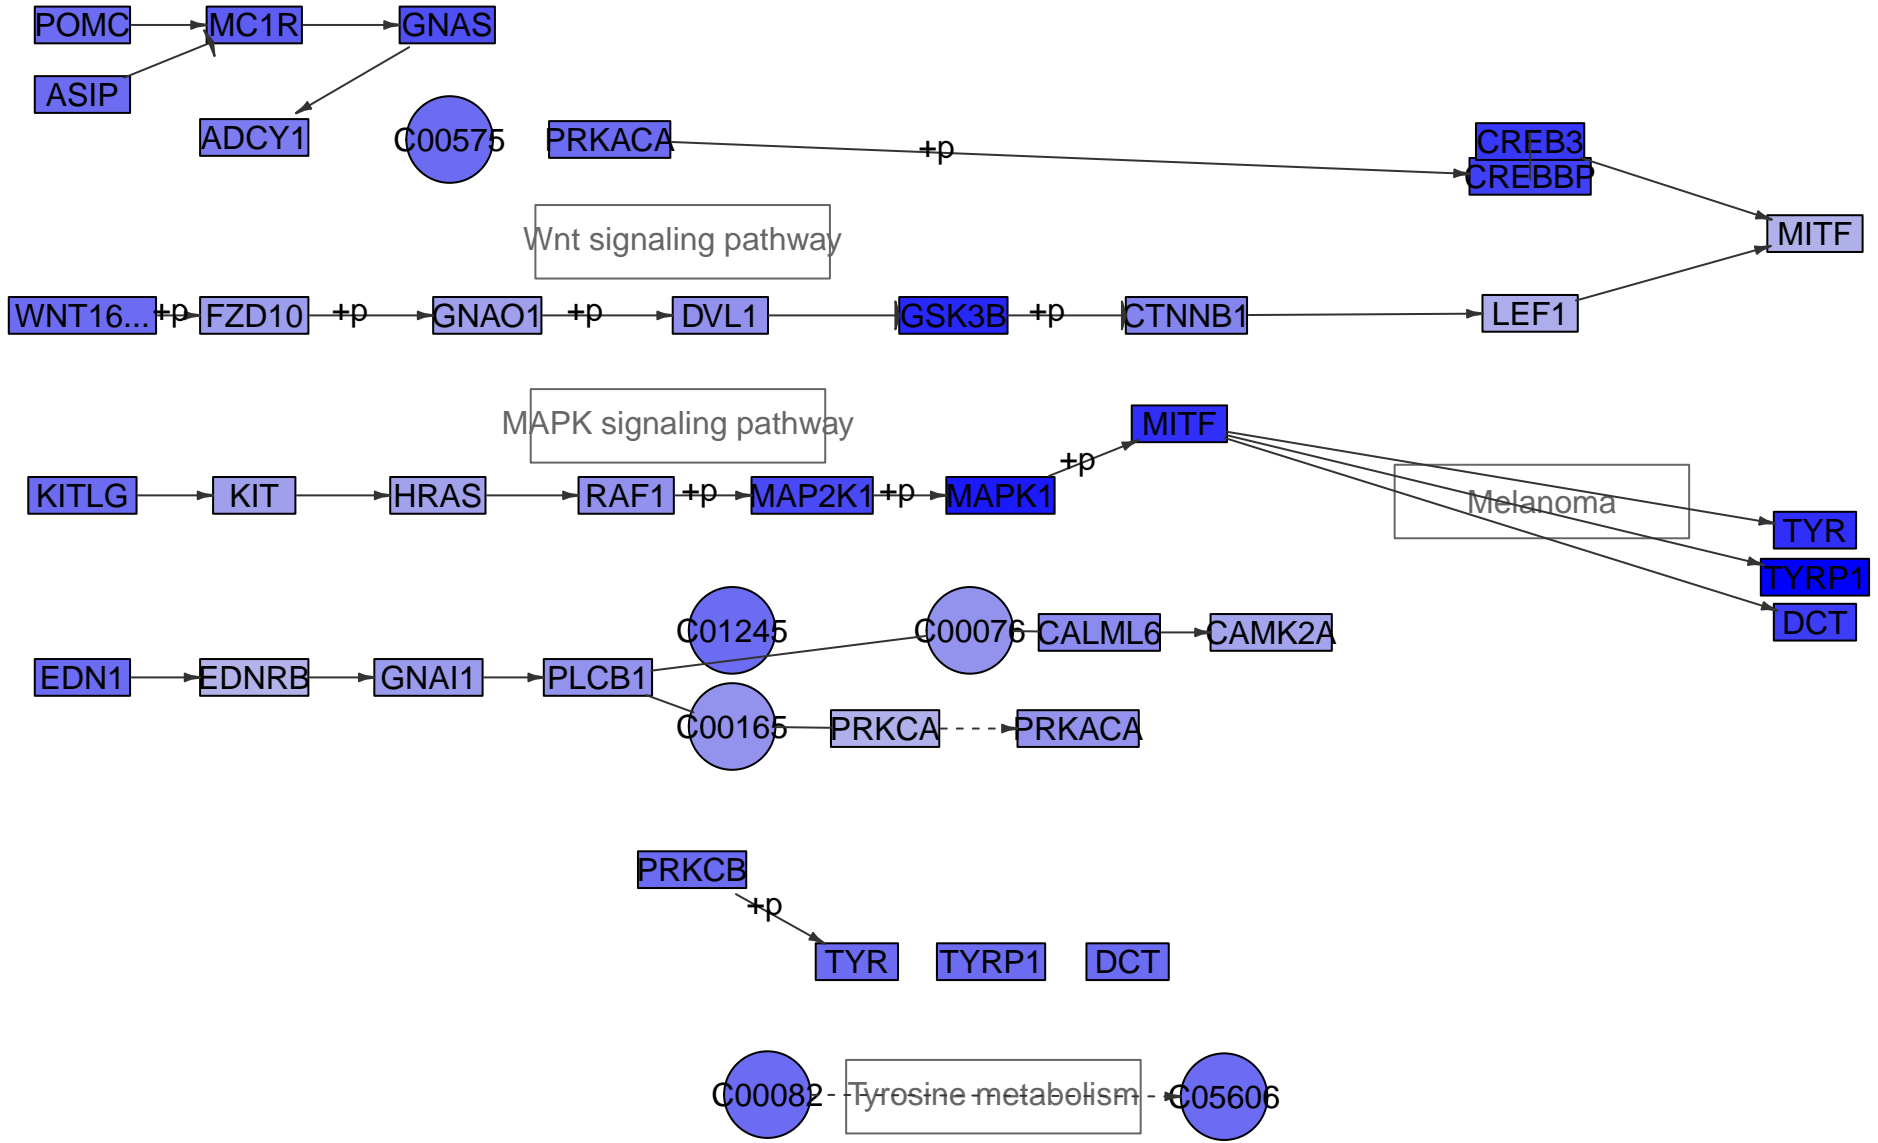 POMC
MC1R
GNAS
ASIP
ADCY1
C00575
PRKACA
+p
CREB3
CREBBP
Wnt signaling pathway
MITF
WNT16...
+p
FZD10
+p
GNAO1
+p
DVL1
GSK3B
+p
CTNNB1
LEF1
MAPK signaling pathway
MITF
+p
KITLG
KIT
HRAS
RAF1
+p
MAP2K1
+p
MAPK1
Melanoma
TYR
TYRP1
DCT
C01245
C00076
CALML6
CAMK2A
EDN1
EDNRB
GNAI1
PLCB1
C00165
PRKCA
PRKACA
PRKCB
+p
TYR
TYRP1
DCT
C00082
Tyrosine metabolism
C05606